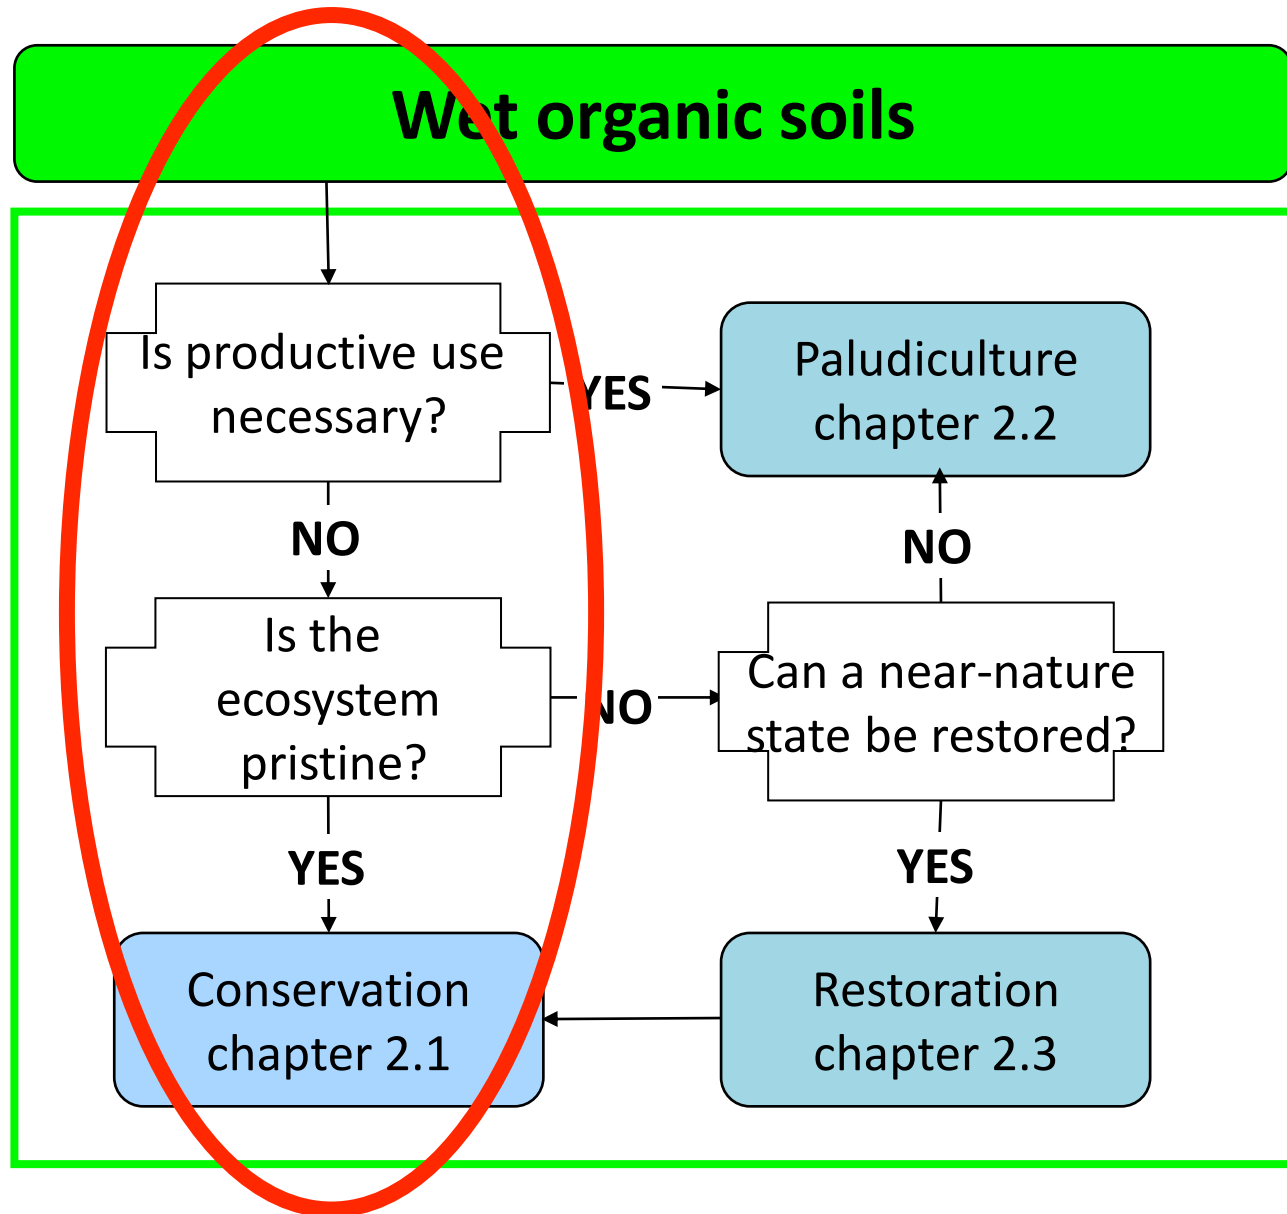 Wet organic soils
Is productive use
necessary?
YES
Paludiculture
chapter 2.2
NO
NO
Is the
ecosystem
pristine?
NO
Can a near-nature
state be restored?
YES
YES
Conservation
chapter 2.1
Restoration
chapter 2.3